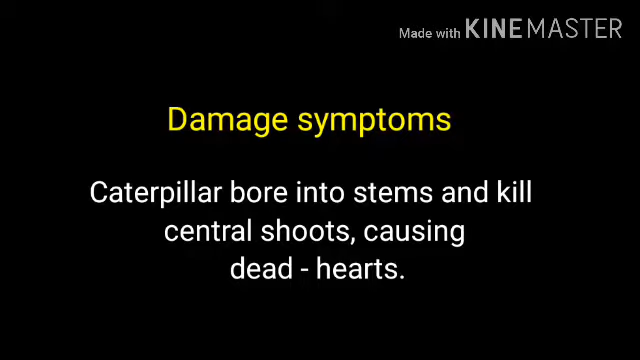 Made with KINEMASTER
Damage symptoms
Caterpillar bore into stems and kill
central shoots, causing
dead - hearts.